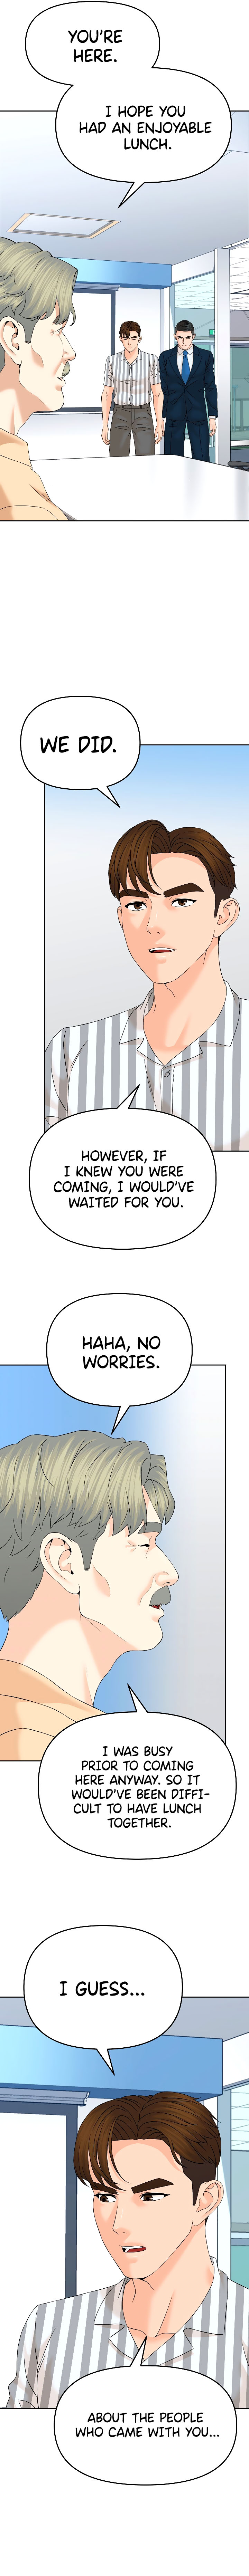 YOU'RE
HERE.
I HOPE YOU
HAD AN ENJOYABLE
LUNCH.
WE DID.
HOWEVER, IF
I KNEW YOU WERE
COMING, I WOULD'VE
WAITED FOR YOU.
HAHA, NO
WORRIES.
I WAS BUSY
PRIOR TO COMING
HERE ANYWAY. SO IT
WOULD'VE BEEN DIFFI-
CULT TO HAVE LUNCH
TOGETHER.
I GUESS...
ABOUT THE PEOPLE
WHO CAME WITH YOU...